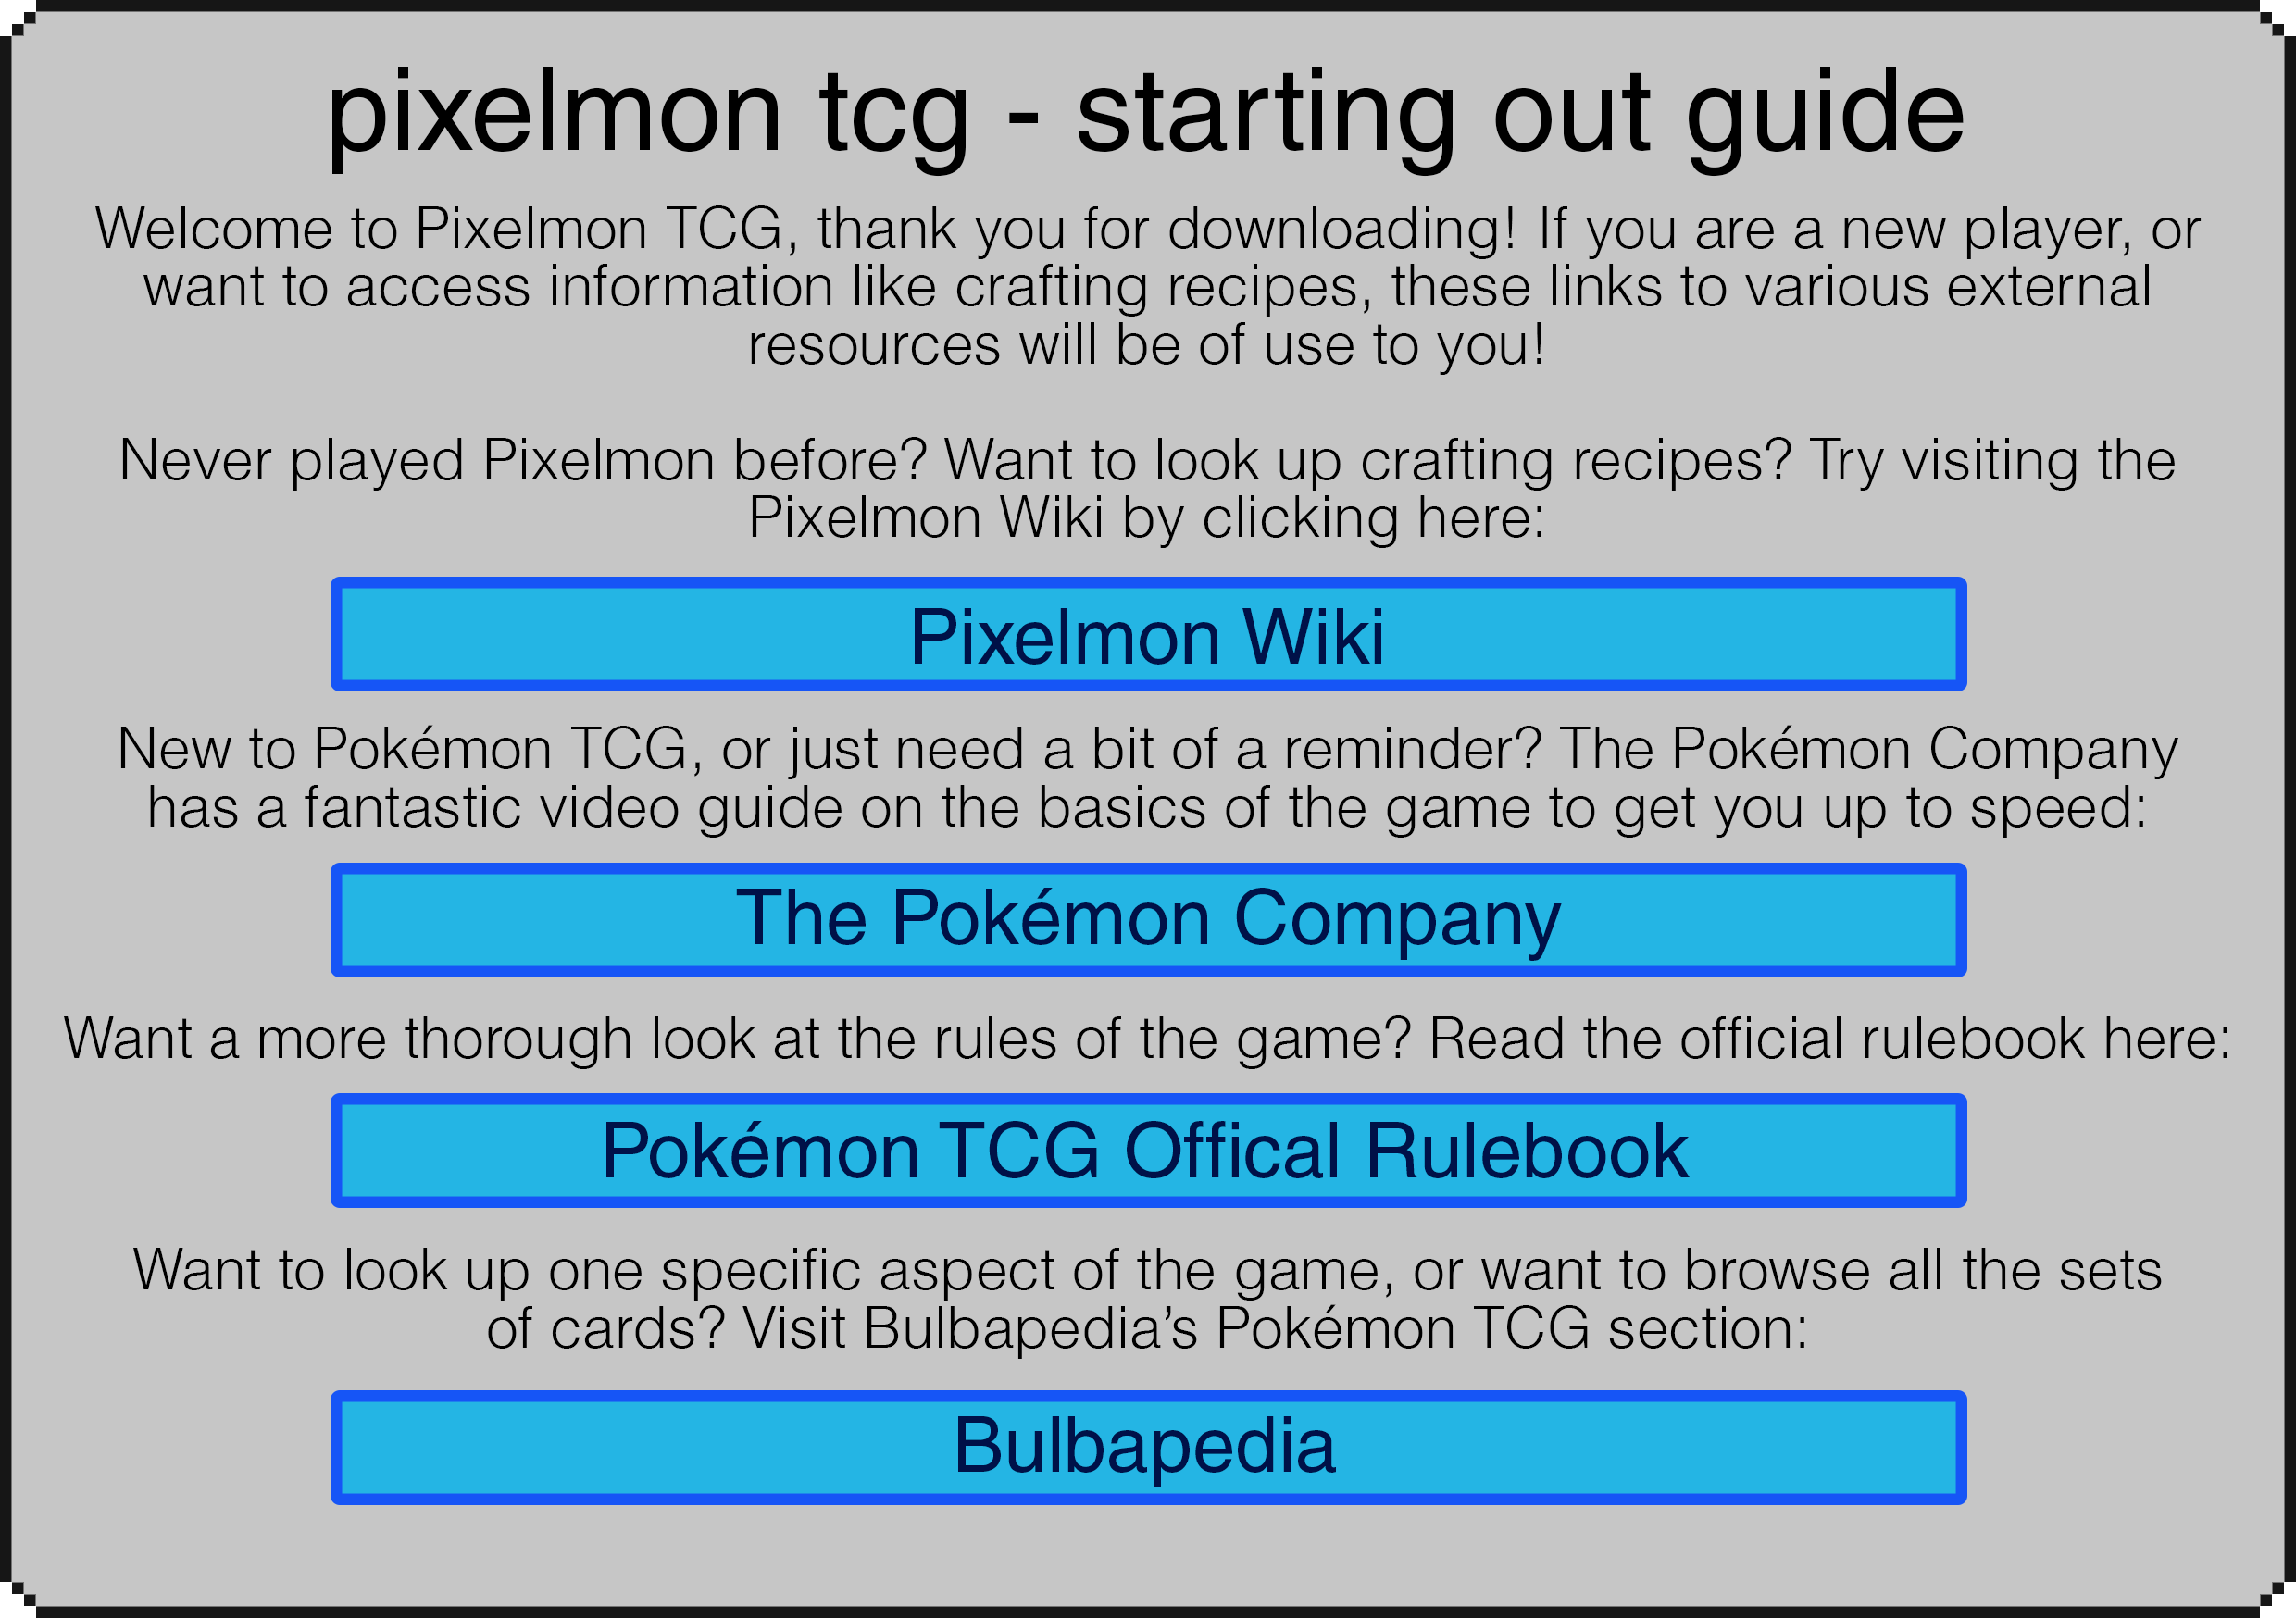 pixelmon tcg - starting out guide
Welcome to Pixelmon TCG, thank you for downloading! If you are a new player, or
want to access information like crafting recipes, these links to various external
resources will be of use to you!
Never played Pixelmon before? Want to look up crafting recipes? Try visiting the
Pixelmon Wiki by clicking here:
Pixelmon Wiki
New to Pokémon TCG, or just need a bit of a reminder? The Pokémon Company
has a fantastic video guide on the basics of the game to get you up to speed:
The Pokémon Company
Want a more thorough look at the rules of the game? Read the official rulebook here:
Pokémon TCG Offical Rulebook
Want to look up one specific aspect of the game, or want to browse all the sets
of cards? Visit Bulbapedia’s Pokémon TCG section:
Bulbapedia